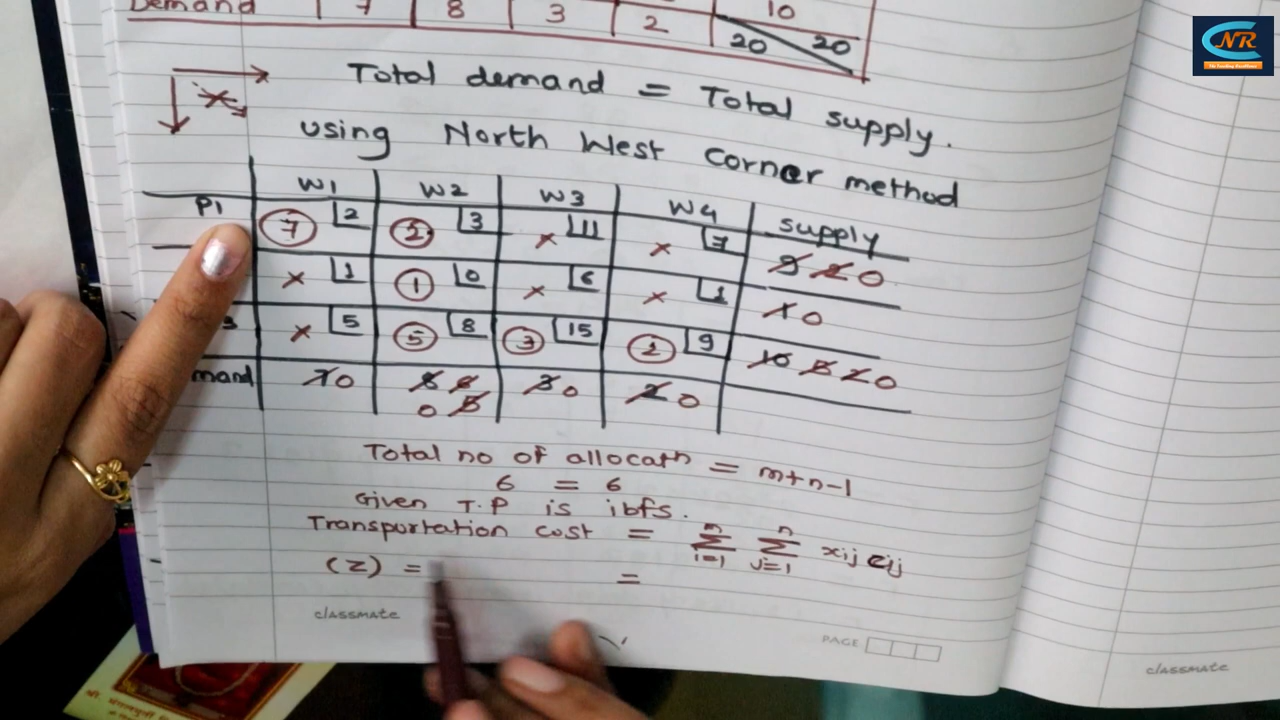 Demand 7 8 3 2 10
20 20
Total demand = Total supply.
using North West corner method
W1 W2 W3 W4 supply
P1 7 2 2 3 × 11 × 7 9 2 0
× 1 1 0 × 6 × 1 1 0
3 × 5 5 8 3 15 2 9 10 5 2 0
mand 7 0 8 6 3 0 2 0
0 5
Total no of allocatn = m+n-1
6 = 6
Given T.P is ibfs.
Transportation cost = n Σ i=1 n Σ j=1 xij cij
(Z) = =
classmate
PAGE
classmate
NR